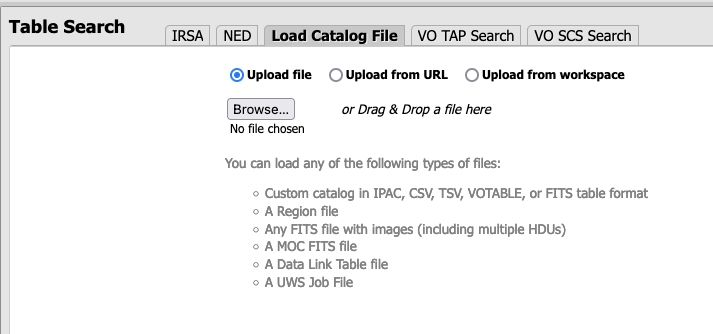 Table Search
IRSA
NED
Load Catalog File
VO TAP Search
VO SCS Search
Upload file
Upload from URL
Upload from workspace
Browse...
or Drag & Drop a file here
No file chosen
You can load any of the following types of files:
Custom catalog in IPAC, CSV, TSV, VOTABLE, or FITS table format
A Region file
Any FITS file with images (including multiple HDUs)
A MOC FITS file
A Data Link Table file
A UWS Job File